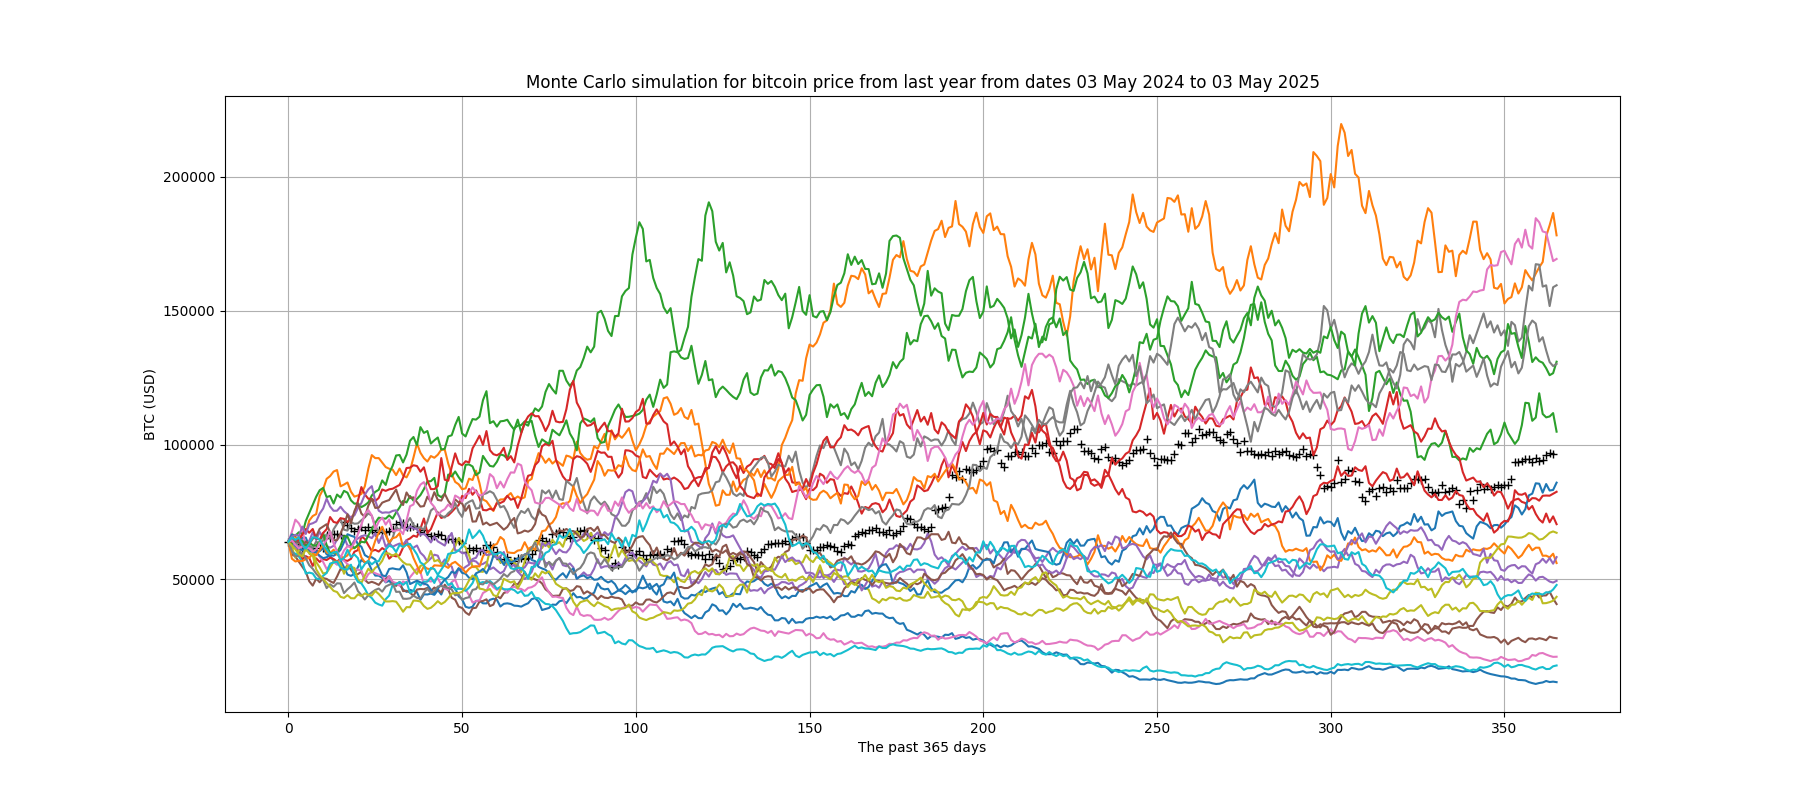 Monte Carlo simulation for bitcoin price from last year from dates 03 May 2024 to 03 May 2025
BTC (USD)
200000
150000
100000
50000
0 50 100 150 200 250 300 350
The past 365 days